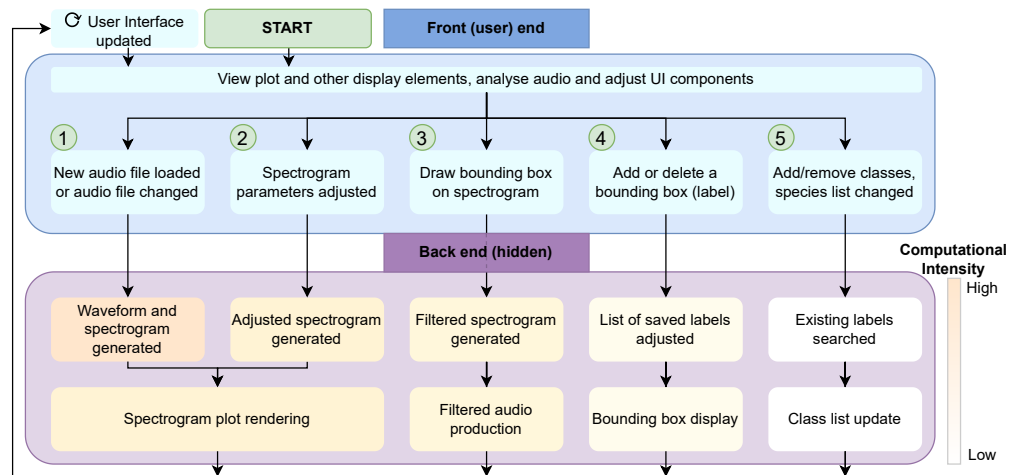 User Interface
updated
START
Front (user) end
View plot and other display elements, analyse audio and adjust UI components
1
2
3
4
5
New audio file loaded
or audio file changed
Spectrogram
parameters adjusted
Draw bounding box
on spectrogram
Add or delete a
bounding box (label)
Add/remove classes,
species list changed
Back end (hidden)
Computational
Intensity
High
Low
Waveform and
spectrogram
generated
Adjusted spectrogram
generated
Filtered spectrogram
generated
List of saved labels
adjusted
Existing labels
searched
Spectrogram plot rendering
Filtered audio
production
Bounding box display
Class list update